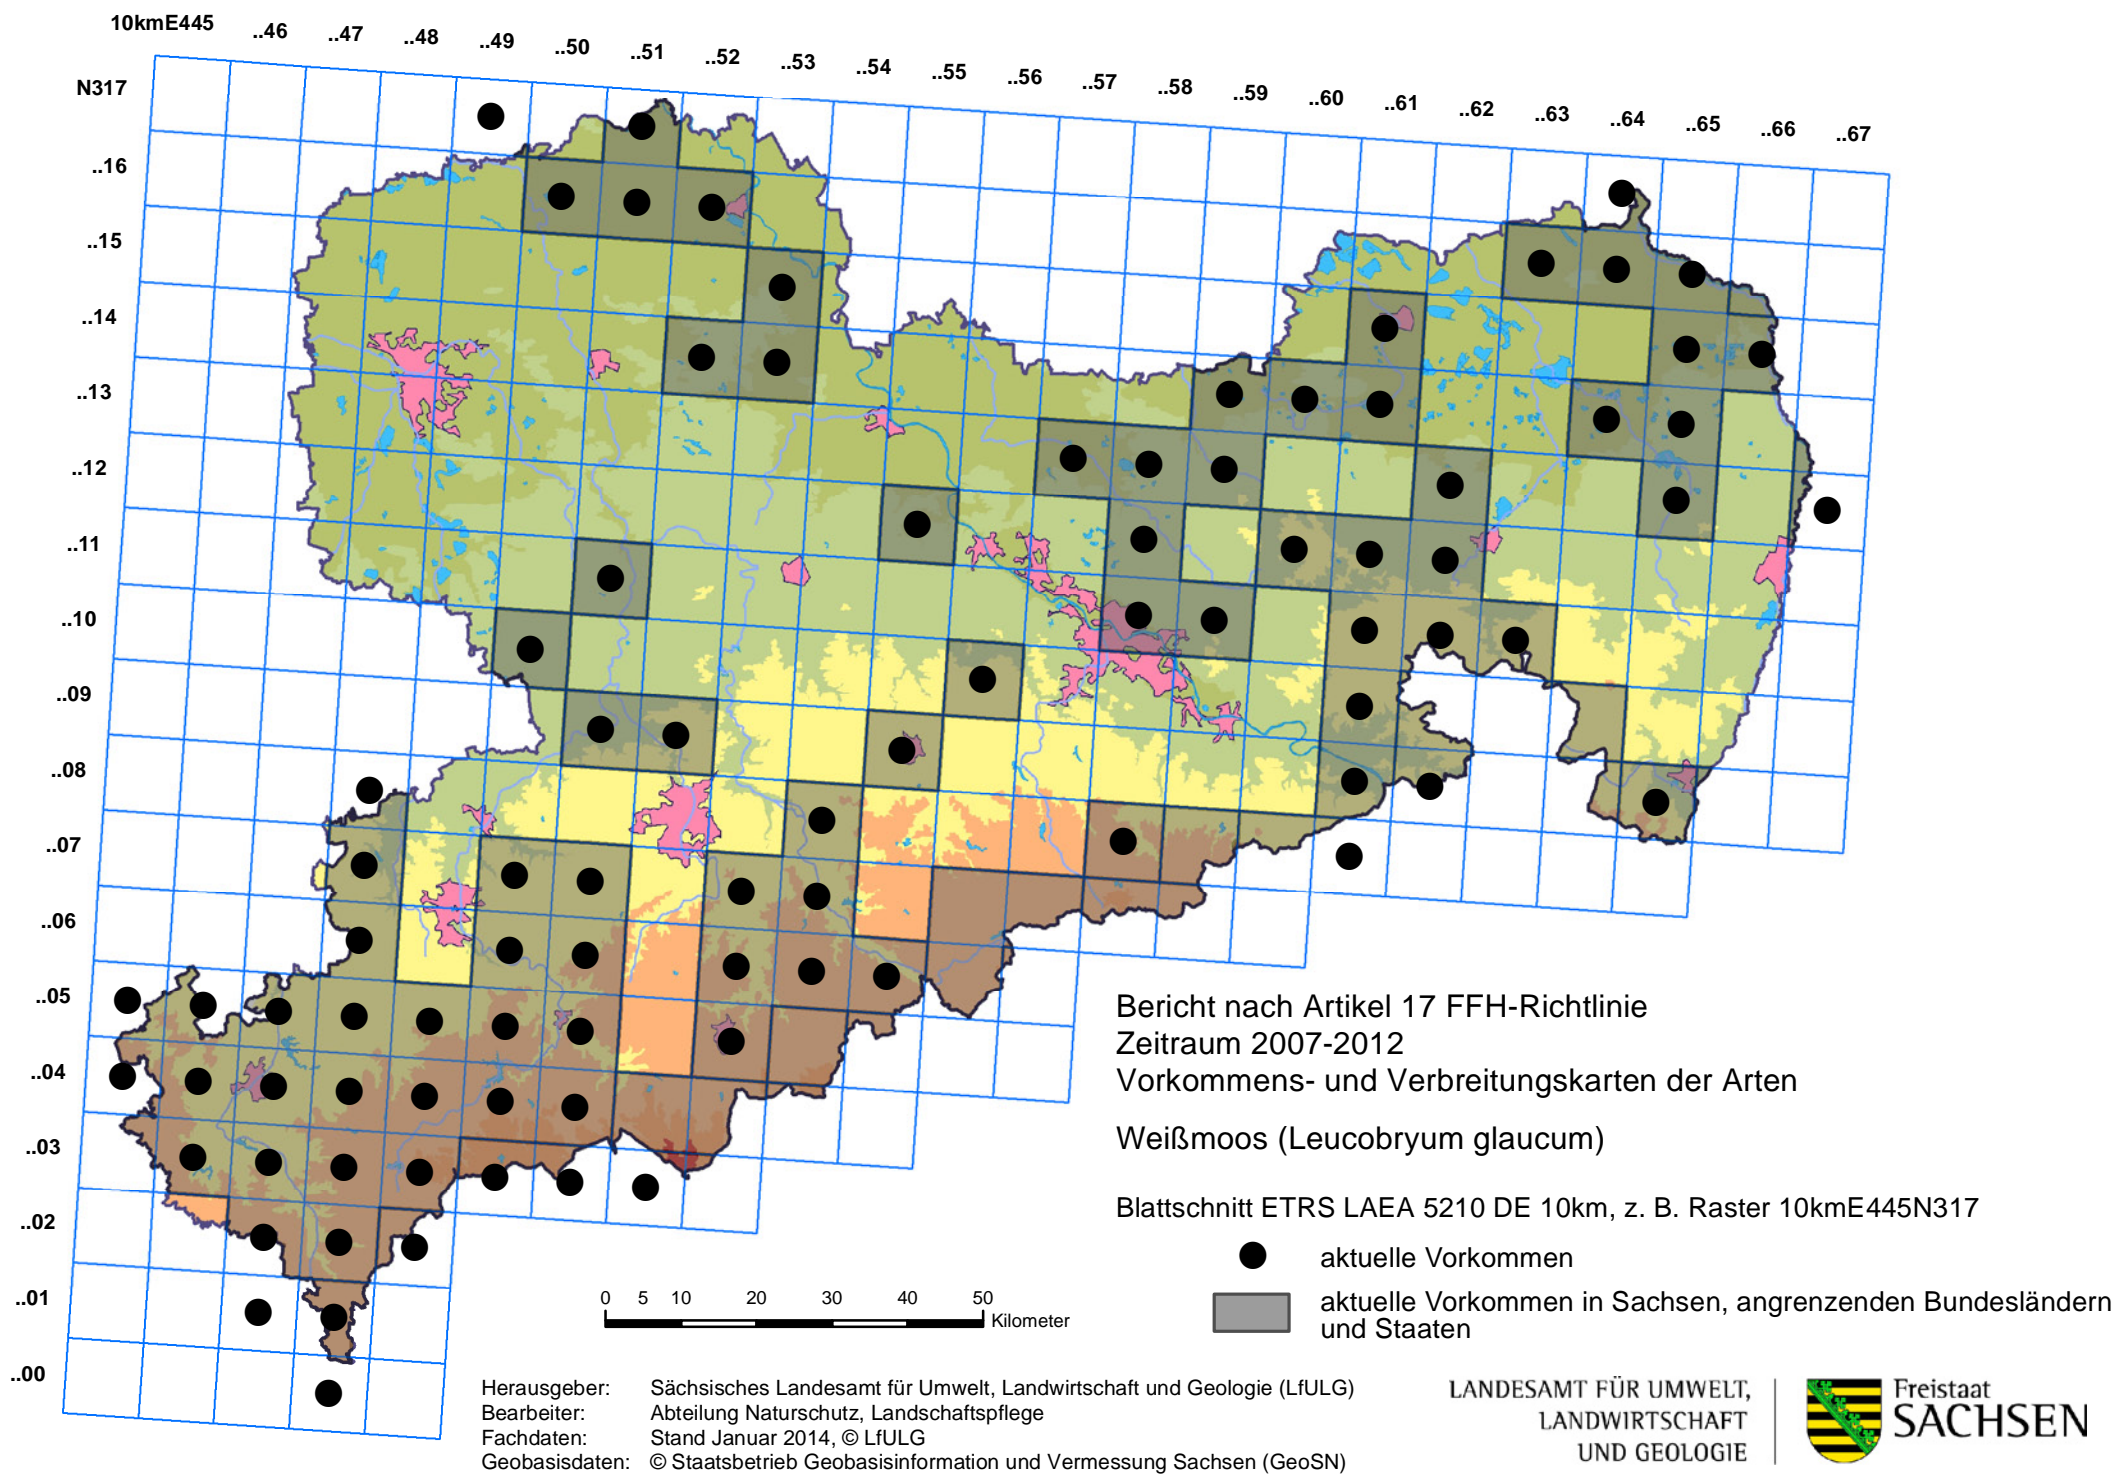 10kmE445 ..46 ..47 ..48 ..49 ..50 ..51 ..52 ..53 ..54 ..55 ..56 ..57 ..58 ..59 ..60 ..61 ..62 ..63 ..64 ..65 ..66 ..67
N317
..16
..15
..14
..13
..12
..11
..10
..09
..08
..07
..06
..05
..04
..03
..02
..01
..00
Bericht nach Artikel 17 FFH-Richtlinie
Zeitraum 2007-2012
Vorkommens- und Verbreitungskarten der Arten
Weißmoos (Leucobryum glaucum)
Blattschnitt ETRS LAEA 5210 DE 10km, z. B. Raster 10kmE445N317
aktuelle Vorkommen
aktuelle Vorkommen in Sachsen, angrenzenden Bundesländern
und Staaten
0 5 10 20 30 40 50
Kilometer
Herausgeber: Sächsisches Landesamt für Umwelt, Landwirtschaft und Geologie (LfULG)
Bearbeiter: Abteilung Naturschutz, Landschaftspflege
Fachdaten: Stand Januar 2014, © LfULG
Geobasisdaten: © Staatsbetrieb Geobasisinformation und Vermessung Sachsen (GeoSN)
LANDESAMT FÜR UMWELT,
LANDWIRTSCHAFT
UND GEOLOGIE
Freistaat
SACHSEN